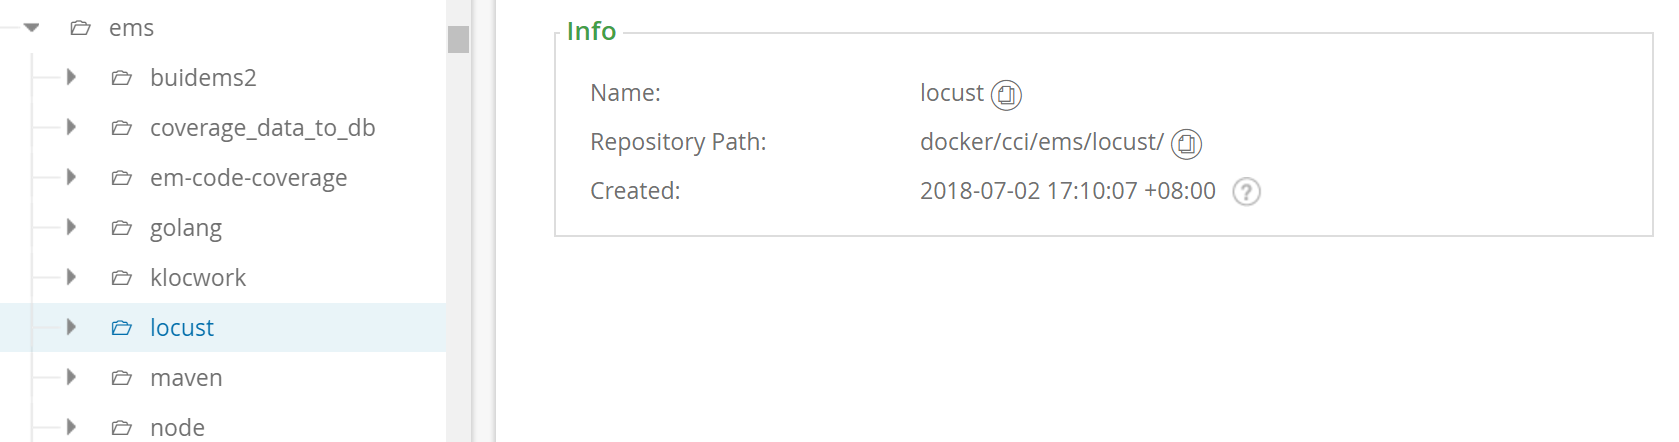 ems
buidems2
coverage_data_to_db
em-code-coverage
golang
klocwork
locust
maven
node
Info
Name: locust
Repository Path: docker/cci/ems/locust/
Created: 2018-07-02 17:10:07 +08:00 ?